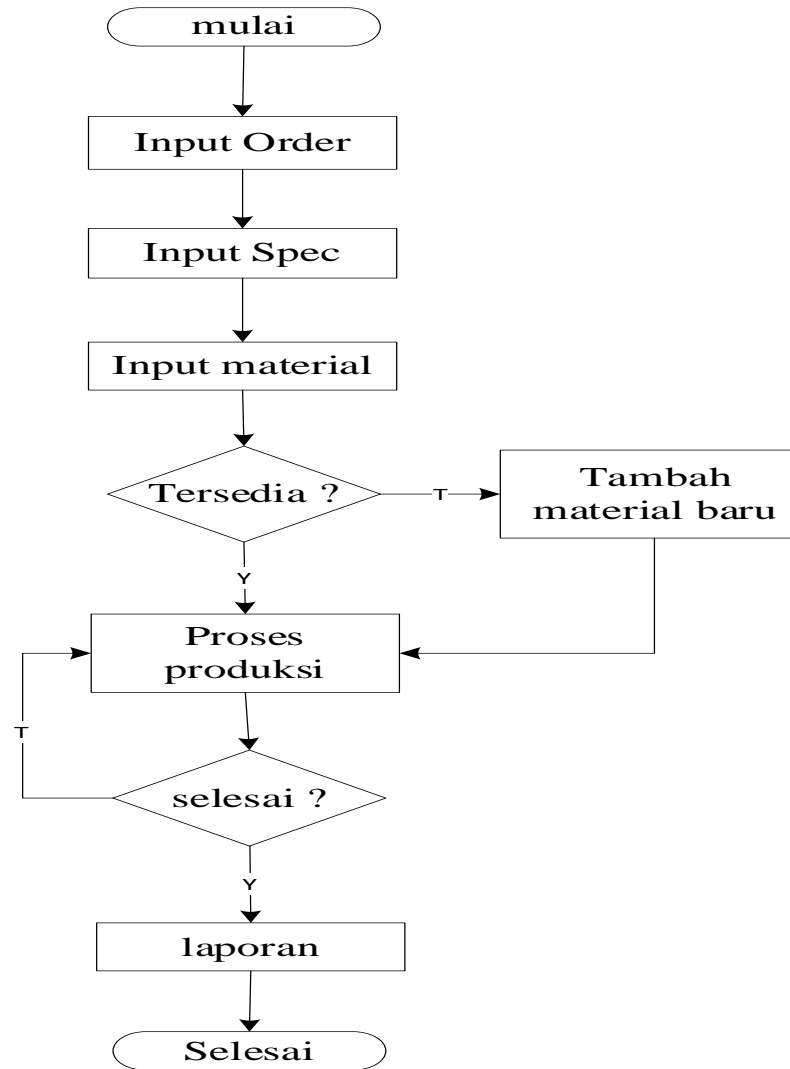 mulai
Input Order
Input Spec
Input material
Tersedia ?
T
Tambah
material baru
Y
Proses
produksi
T
selesai ?
Y
laporan
Selesai